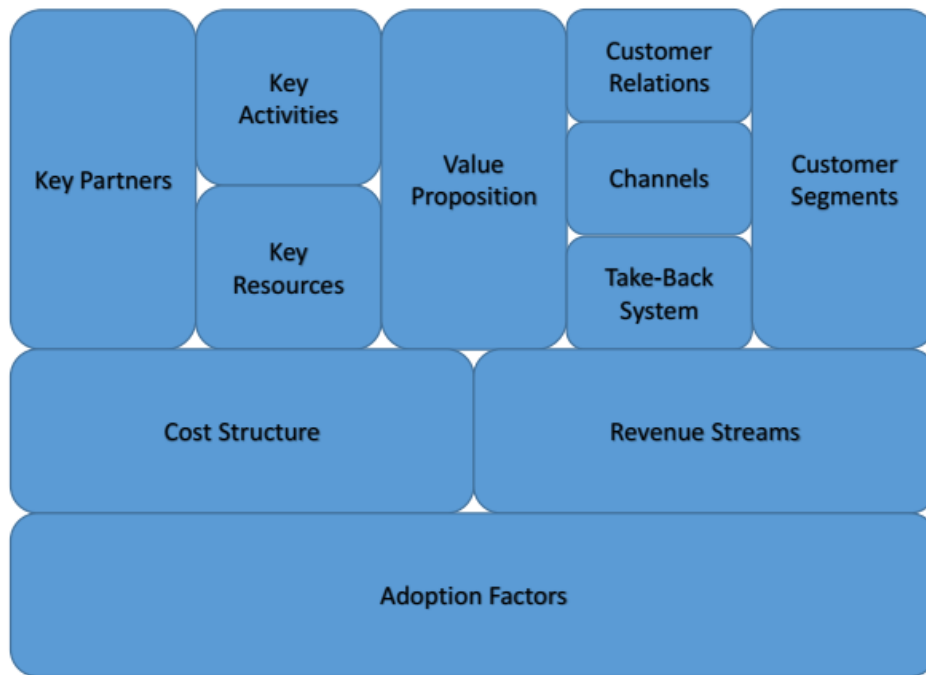 Key Partners
Key
Activities
Key
Resources
Value
Proposition
Customer
Relations
Channels
Take-Back
System
Customer
Segments
Cost Structure
Revenue Streams
Adoption Factors